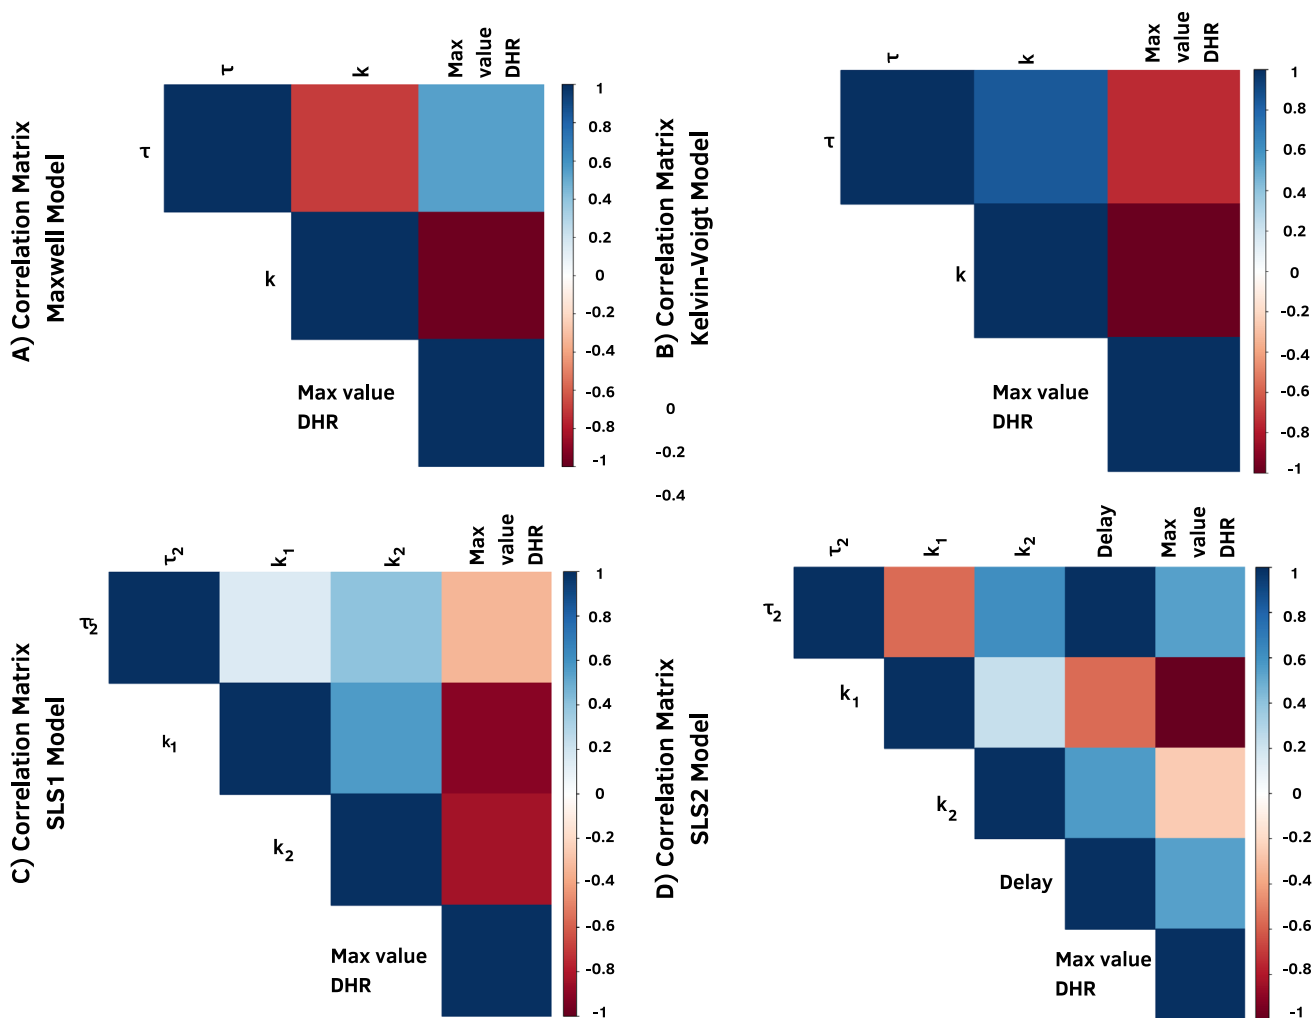 A) Correlation Matrix
Maxwell Model
τ
k
Max
value
DHR
τ
k
Max value
DHR
1
0.8
0.6
0.4
0.2
0
-0.2
-0.4
-0.6
-0.8
-1
B) Correlation Matrix
Kelvin-Voigt Model
τ
k
Max
value
DHR
τ
k
Max value
DHR
1
0.8
0.6
0.4
0.2
0
-0.2
-0.4
-0.6
-0.8
-1
0
-0.2
-0.4
C) Correlation Matrix
SLS1 Model
τ₂
k₁
k₂
Max
value
DHR
τ₂
k₁
k₂
Max value
DHR
1
0.8
0.6
0.4
0.2
0
-0.2
-0.4
-0.6
-0.8
-1
D) Correlation Matrix
SLS2 Model
τ₂
k₁
k₂
Delay
Max
value
DHR
τ₂
k₁
k₂
Delay
Max value
DHR
1
0.8
0.6
0.4
0.2
0
-0.2
-0.4
-0.6
-0.8
-1